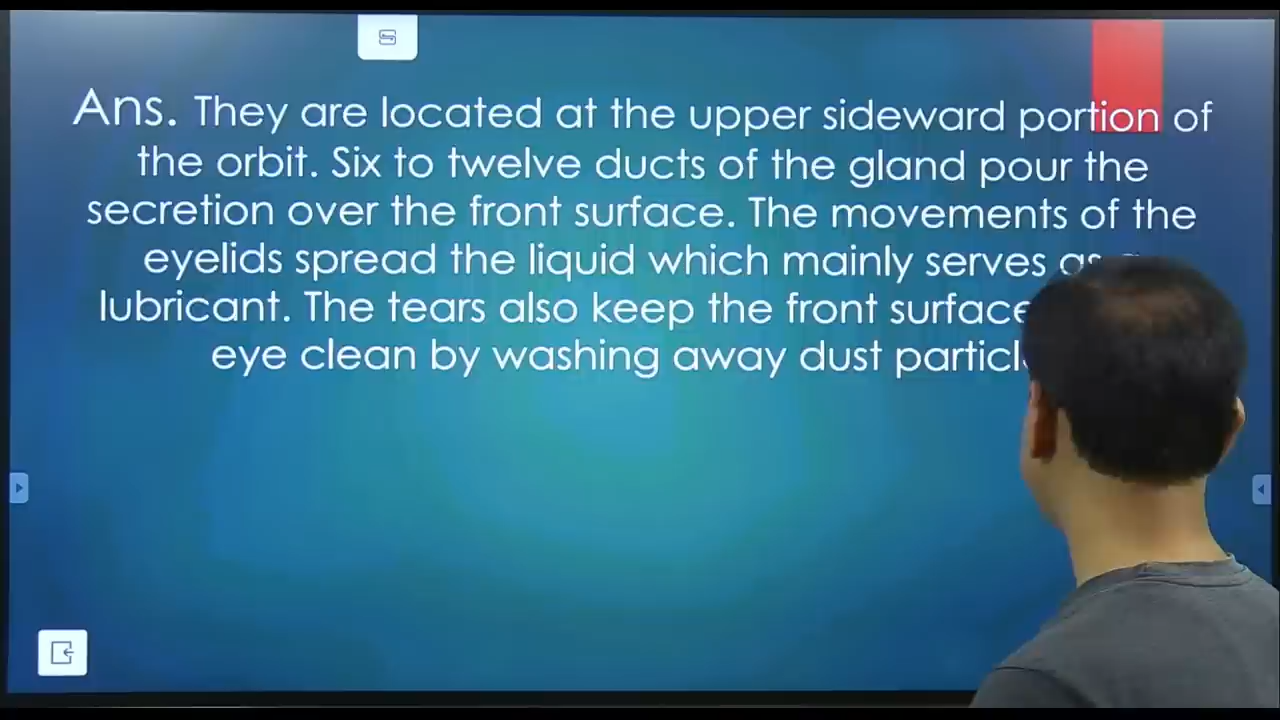 Ans. They are located at the upper sideward portion of
the orbit. Six to twelve ducts of the gland pour the
secretion over the front surface. The movements of the
eyelids spread the liquid which mainly serves as a
lubricant. The tears also keep the front surface
eye clean by washing away dust